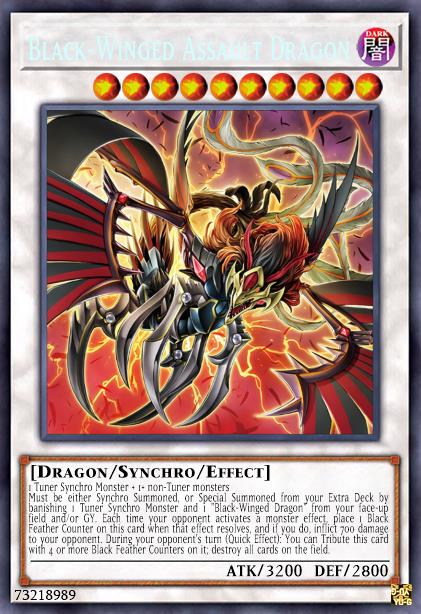 Black-Winged Assault Dragon
DARK
闇
[Dragon/Synchro/Effect]
1 Tuner Synchro Monster + 1+ non-Tuner monsters
Must be either Synchro Summoned, or Special Summoned from your Extra Deck by
banishing 1 Tuner Synchro Monster and 1 "Black-Winged Dragon" from your face-up
field and/or GY. Each time your opponent activates a monster effect, place 1 Black
Feather Counter on this card when that effect resolves, and if you do, inflict 700 damage
to your opponent. During your opponent's turn (Quick Effect): You can Tribute this card
with 4 or more Black Feather Counters on it; destroy all cards on the field.
ATK/3200 DEF/2800
73218989